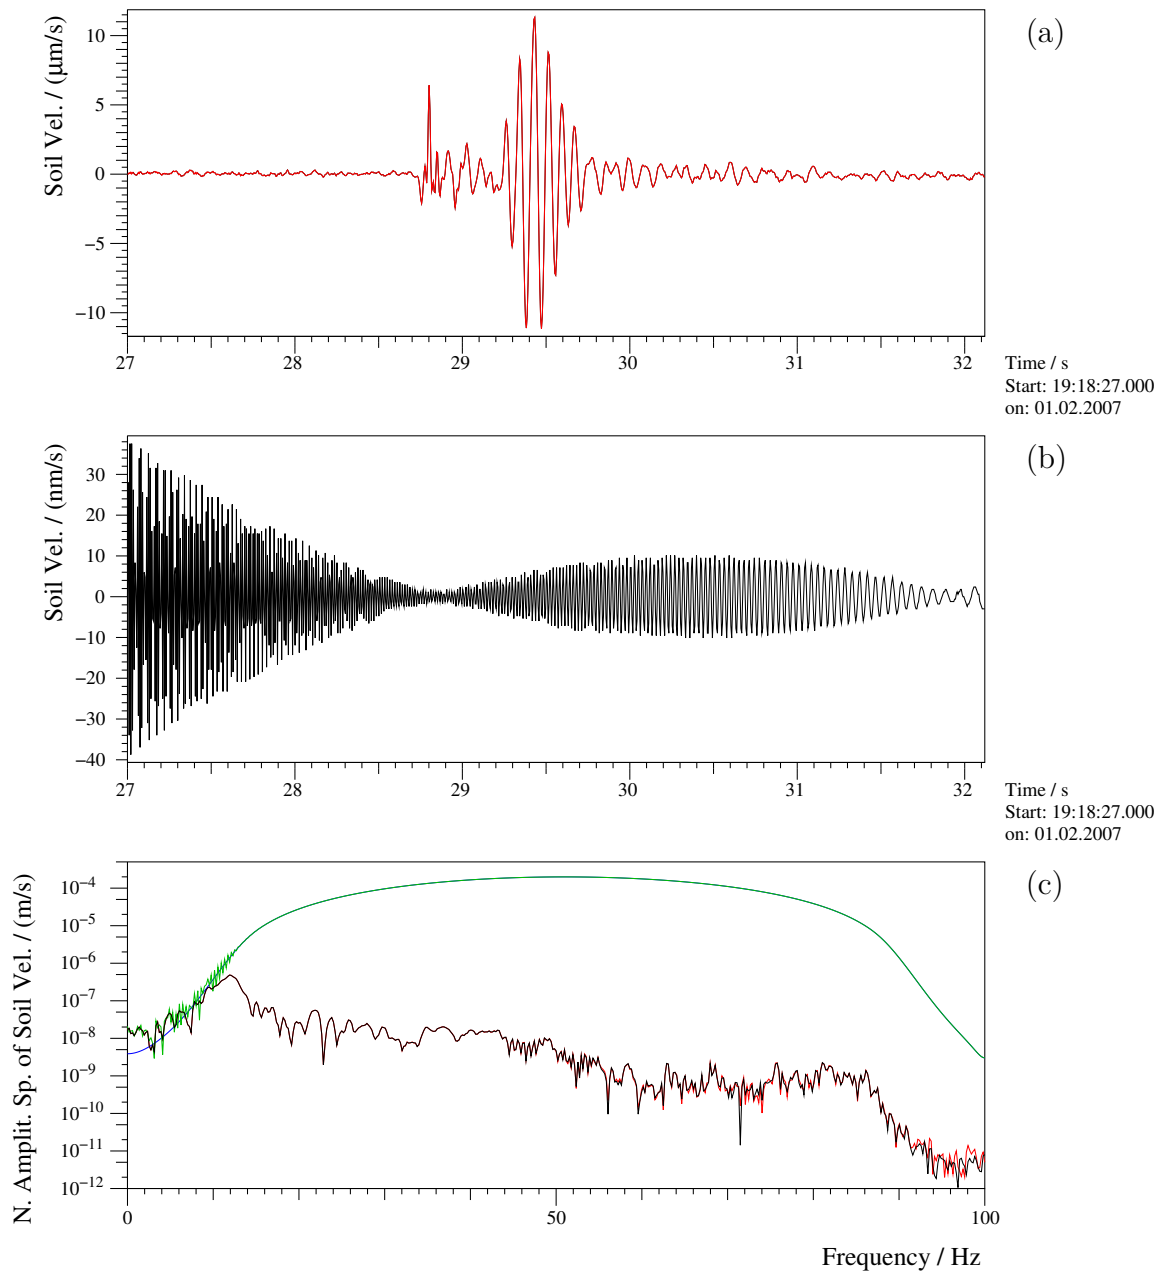 (a)
Soil Vel. / (µm/s)
10
5
0
−5
−10
27 28 29 30 31 32
Time / s
Start: 19:18:27.000
on: 01.02.2007
(b)
Soil Vel. / (nm/s)
30
20
10
0
−10
−20
−30
−40
27 28 29 30 31 32
Time / s
Start: 19:18:27.000
on: 01.02.2007
(c)
N. Amplit. Sp. of Soil Vel. / (m/s)
10⁻⁴
10⁻⁵
10⁻⁶
10⁻⁷
10⁻⁸
10⁻⁹
10⁻¹⁰
10⁻¹¹
10⁻¹²
0 50 100
Frequency / Hz